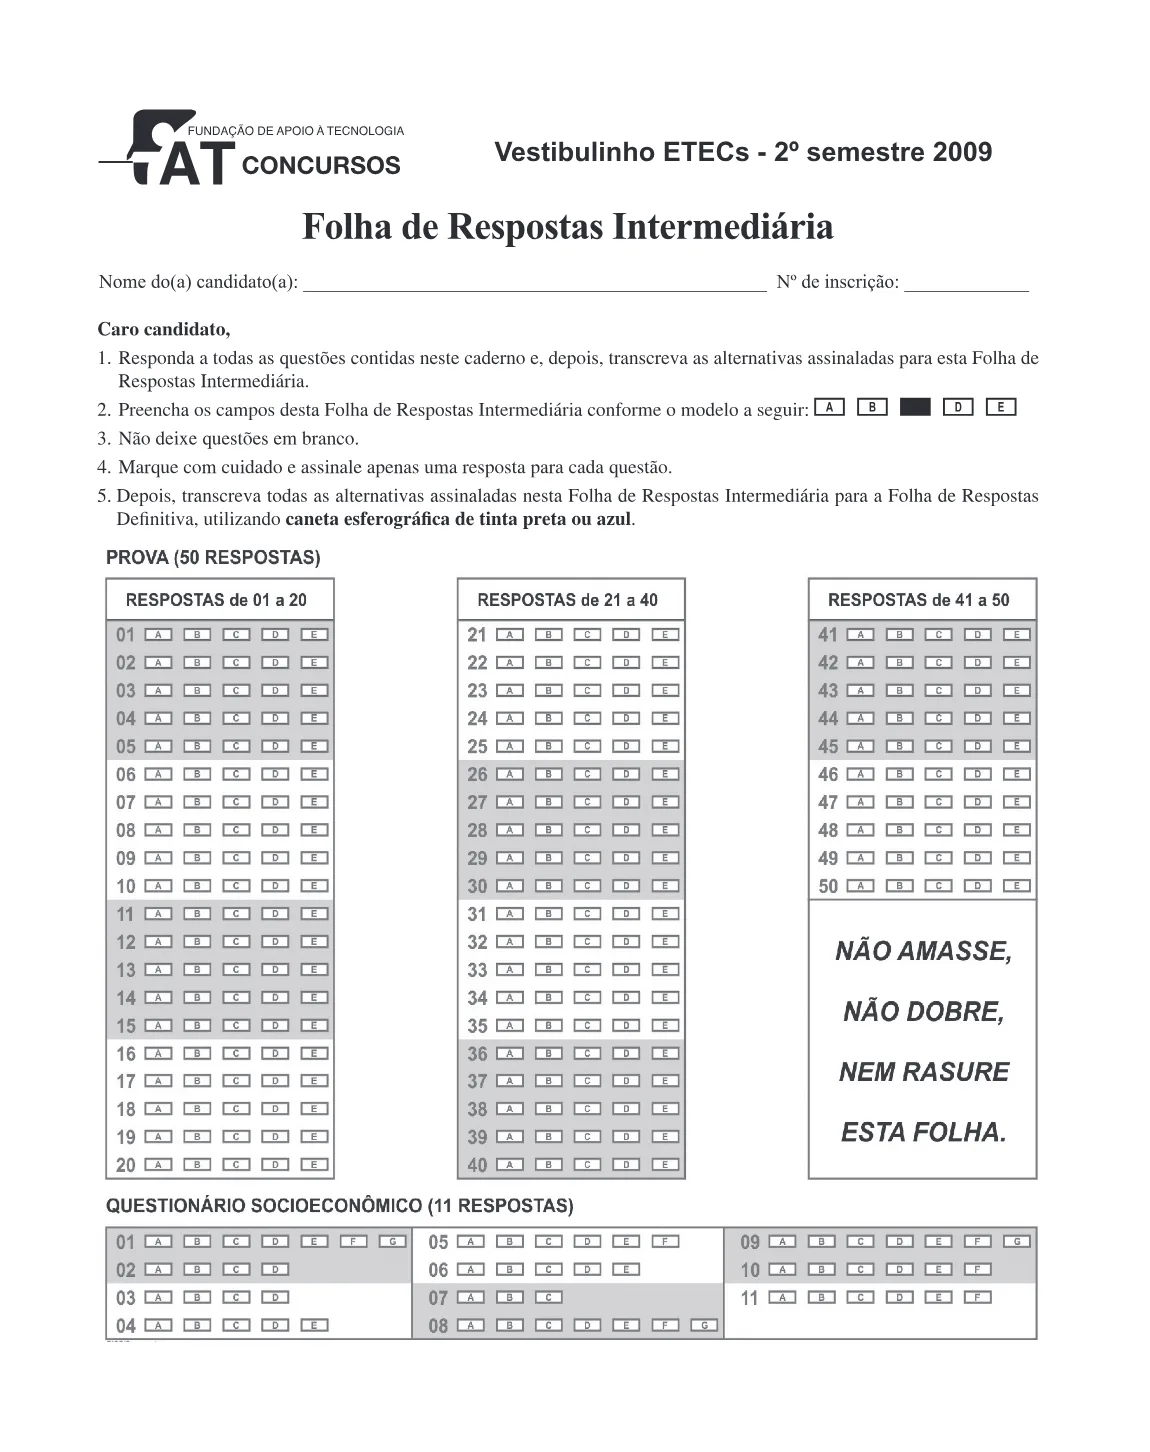 FUNDAÇÃO DE APOIO À TECNOLOGIA
FAT CONCURSOS
Vestibulinho ETECs - 2º semestre 2009
Folha de Respostas Intermediária
Nome do(a) candidato(a): ________________________________________________ Nº de inscrição: _____________
Caro candidato,
1. Responda a todas as questões contidas neste caderno e, depois, transcreva as alternativas assinaladas para esta Folha de
Respostas Intermediária.
2. Preencha os campos desta Folha de Respostas Intermediária conforme o modelo a seguir: A B D E
3. Não deixe questões em branco.
4. Marque com cuidado e assinale apenas uma resposta para cada questão.
5. Depois, transcreva todas as alternativas assinaladas nesta Folha de Respostas Intermediária para a Folha de Respostas
Definitiva, utilizando caneta esferográfica de tinta preta ou azul.
PROVA (50 RESPOSTAS)
RESPOSTAS de 01 a 20
01 A B C D E
02 A B C D E
03 A B C D E
04 A B C D E
05 A B C D E
06 A B C D E
07 A B C D E
08 A B C D E
09 A B C D E
10 A B C D E
11 A B C D E
12 A B C D E
13 A B C D E
14 A B C D E
15 A B C D E
16 A B C D E
17 A B C D E
18 A B C D E
19 A B C D E
20 A B C D E
RESPOSTAS de 21 a 40
21 A B C D E
22 A B C D E
23 A B C D E
24 A B C D E
25 A B C D E
26 A B C D E
27 A B C D E
28 A B C D E
29 A B C D E
30 A B C D E
31 A B C D E
32 A B C D E
33 A B C D E
34 A B C D E
35 A B C D E
36 A B C D E
37 A B C D E
38 A B C D E
39 A B C D E
40 A B C D E
RESPOSTAS de 41 a 50
41 A B C D E
42 A B C D E
43 A B C D E
44 A B C D E
45 A B C D E
46 A B C D E
47 A B C D E
48 A B C D E
49 A B C D E
50 A B C D E
NÃO AMASSE,
NÃO DOBRE,
NEM RASURE
ESTA FOLHA.
QUESTIONÁRIO SOCIOECONÔMICO (11 RESPOSTAS)
01 A B C D E F G
02 A B C D
03 A B C D
04 A B C D E
05 A B C D E F
06 A B C D E
07 A B C
08 A B C D E F G
09 A B C D E F G
10 A B C D E F
11 A B C D E F